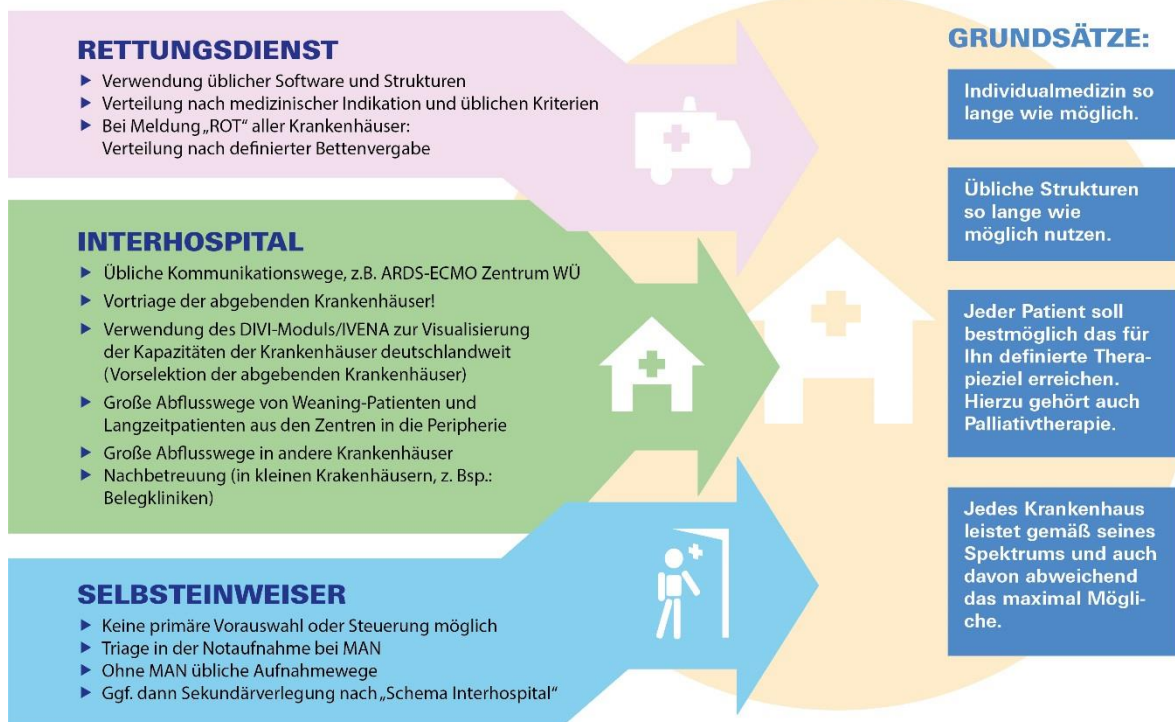 RETTUNGSDIENST
▶ Verwendung üblicher Software und Strukturen
▶ Verteilung nach medizinischer Indikation und üblichen Kriterien
▶ Bei Meldung „ROT“ aller Krankenhäuser:
Verteilung nach definierter Bettenvergabe
INTERHOSPITAL
▶ Übliche Kommunikationswege, z.B. ARDS-ECMO Zentrum WÜ
▶ Vortriage der abgebenden Krankenhäuser!
▶ Verwendung des DIVI-Moduls/IVENA zur Visualisierung
der Kapazitäten der Krankenhäuser deutschlandweit
(Vorselektion der abgebenden Krankenhäuser)
▶ Große Abflusswege von Weaning-Patienten und
Langzeitpatienten aus den Zentren in die Peripherie
▶ Große Abflusswege in andere Krankenhäuser
▶ Nachbetreuung (in kleinen Krakenhäusern, z. Bsp.:
Belegkliniken)
SELBSTEINWEISER
▶ Keine primäre Vorauswahl oder Steuerung möglich
▶ Triage in der Notaufnahme bei MAN
▶ Ohne MAN übliche Aufnahmewege
▶ Ggf. dann Sekundärverlegung nach „Schema Interhospital“
GRUNDSÄTZE:
Individualmedizin so
lange wie möglich.
Übliche Strukturen
so lange wie
möglich nutzen.
Jeder Patient soll
bestmöglich das für
Ihn definierte Thera-
pieziel erreichen.
Hierzu gehört auch
Palliativtherapie.
Jedes Krankenhaus
leistet gemäß seines
Spektrums und auch
davon abweichend
das maximal Mögli-
che.